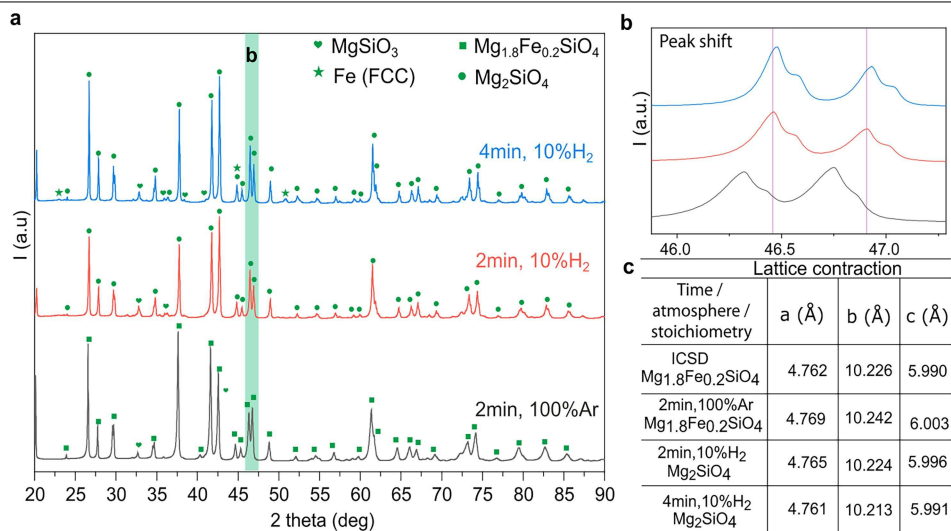 a
MgSiO₃
Fe (FCC)
Mg₁.₈Fe₀.₂SiO₄
Mg₂SiO₄
b
4min, 10%H₂
2min, 10%H₂
2min, 100%Ar
I (a.u)
20 25 30 35 40 45 50 55 60 65 70 75 80 85 90
2 theta (deg)
b
Peak shift
I (a.u.)
46.0 46.5 47.0
c
Lattice contraction
Time /
atmosphere /
stoichiometry
a (Å) b (Å) c (Å)
ICSD
Mg₁.₈Fe₀.₂SiO₄
4.762 10.226 5.990
2min,100%Ar
Mg₁.₈Fe₀.₂SiO₄
4.769 10.242 6.003
2min,10%H₂
Mg₂SiO₄
4.765 10.224 5.996
4min,10%H₂
Mg₂SiO₄
4.761 10.213 5.991